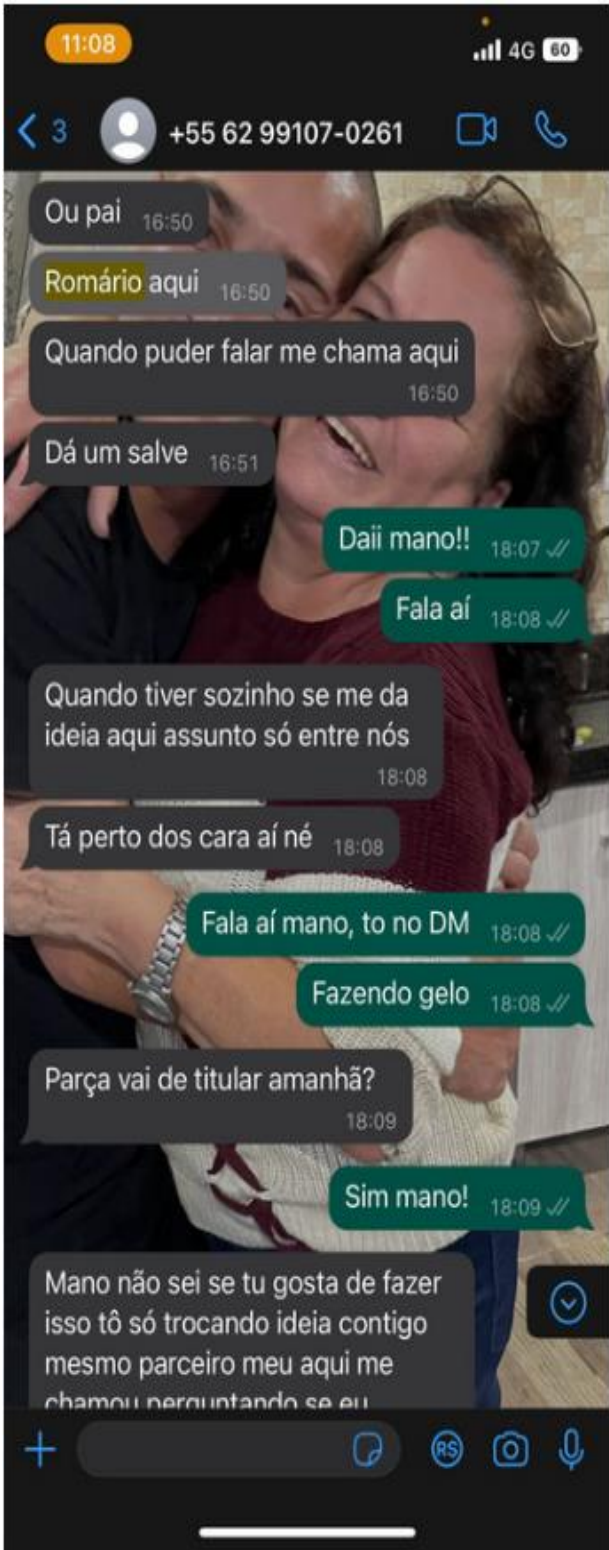 11:08
4G 60
3 +55 62 99107-0261
Ou pai 16:50
Romário aqui 16:50
Quando puder falar me chama aqui
16:50
Dá um salve 16:51
Daii mano!! 18:07
Fala aí 18:08
Quando tiver sozinho se me da
ideia aqui assunto só entre nós
18:08
Tá perto dos cara aí né 18:08
Fala aí mano, to no DM 18:08
Fazendo gelo 18:08
Parça vai de titular amanhã?
18:09
Sim mano! 18:09
Mano não sei se tu gosta de fazer
isso tô só trocando ideia contigo
mesmo parceiro meu aqui me
chamou perguntando se eu
RS